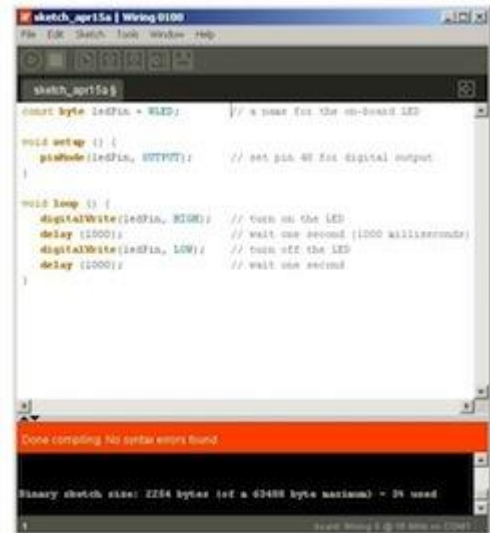 sketch_apr15a | Wiring 0100
File Edit Sketch Tools Window Help
sketch_apr15a §
const byte ledPin = WLED; // a name for the on-board LED
void setup () {
pinMode(ledPin, OUTPUT); // set pin 48 for digital output
}
void loop () {
digitalWrite(ledPin, HIGH); // turn on the LED
delay (1000); // wait one second (1000 milliseconds)
digitalWrite(ledPin, LOW); // turn off the LED
delay (1000); // wait one second
}
Done compiling. No syntax errors found.
Binary sketch size: 2254 bytes (of a 63488 byte maximum) - 3% used
1
on COM1